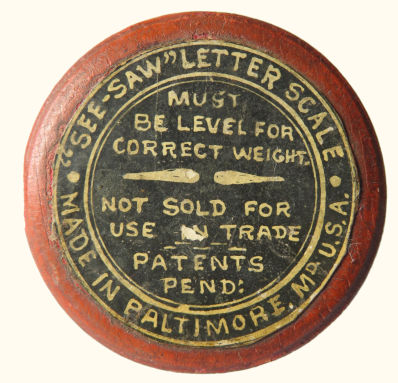 "SEE-SAW" LETTER SCALE
MUST
BE LEVEL FOR
CORRECT WEIGHT.
NOT SOLD FOR
USE IN TRADE
PATENTS
PEND:
MADE IN BALTIMORE, MD. U.S.A.